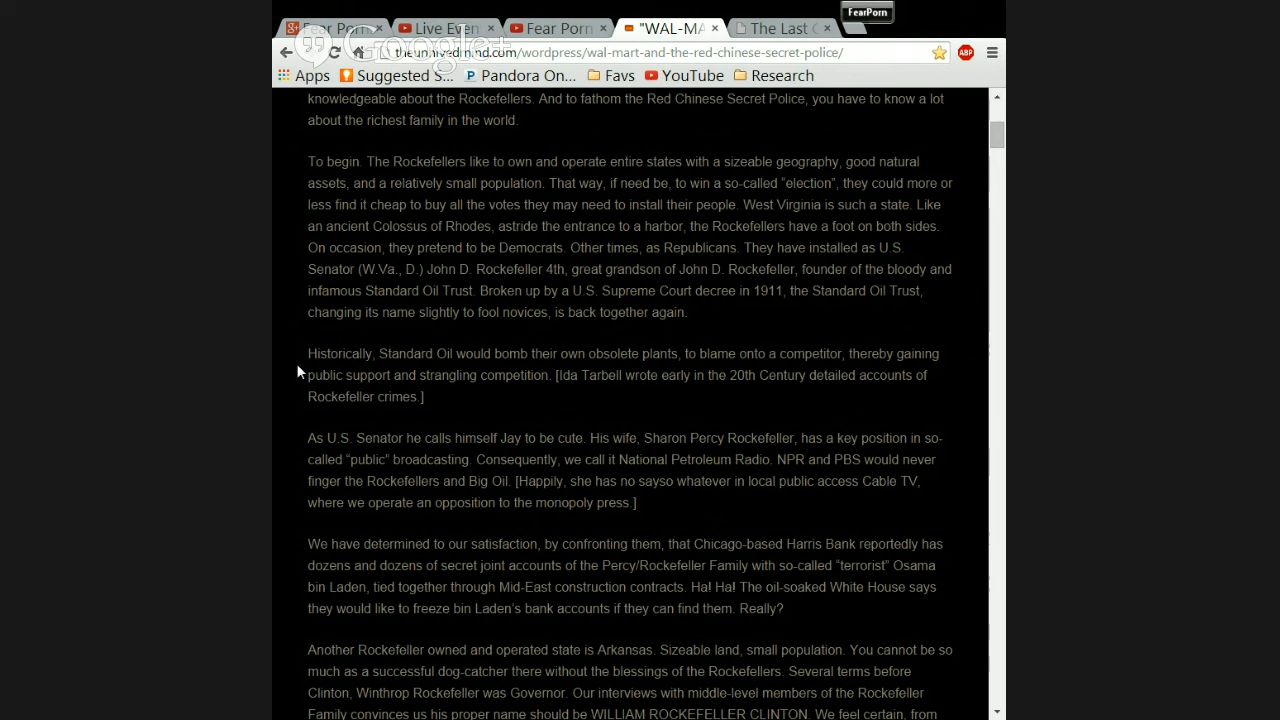 FearPorn
Fear Porn
Live Even
Fear Porn
"WAL-MA
The Last C
Google+
theunhivedmind.com/wordpress/wal-mart-and-the-red-chinese-secret-police/
ABP
Apps
Suggested S...
Pandora On...
Favs
YouTube
Research
knowledgeable about the Rockefellers. And to fathom the Red Chinese Secret Police, you have to know a lot
about the richest family in the world.
To begin. The Rockefellers like to own and operate entire states with a sizeable geography, good natural
assets, and a relatively small population. That way, if need be, to win a so-called “election”, they could more or
less find it cheap to buy all the votes they may need to install their people. West Virginia is such a state. Like
an ancient Colossus of Rhodes, astride the entrance to a harbor, the Rockefellers have a foot on both sides.
On occasion, they pretend to be Democrats. Other times, as Republicans. They have installed as U.S.
Senator (W.Va., D.) John D. Rockefeller 4th, great grandson of John D. Rockefeller, founder of the bloody and
infamous Standard Oil Trust. Broken up by a U.S. Supreme Court decree in 1911, the Standard Oil Trust,
changing its name slightly to fool novices, is back together again.
Historically, Standard Oil would bomb their own obsolete plants, to blame onto a competitor, thereby gaining
public support and strangling competition. [Ida Tarbell wrote early in the 20th Century detailed accounts of
Rockefeller crimes.]
As U.S. Senator he calls himself Jay to be cute. His wife, Sharon Percy Rockefeller, has a key position in so-
called “public” broadcasting. Consequently, we call it National Petroleum Radio. NPR and PBS would never
finger the Rockefellers and Big Oil. [Happily, she has no sayso whatever in local public access Cable TV,
where we operate an opposition to the monopoly press.]
We have determined to our satisfaction, by confronting them, that Chicago-based Harris Bank reportedly has
dozens and dozens of secret joint accounts of the Percy/Rockefeller Family with so-called “terrorist” Osama
bin Laden, tied together through Mid-East construction contracts. Ha! Ha! The oil-soaked White House says
they would like to freeze bin Laden’s bank accounts if they can find them. Really?
Another Rockefeller owned and operated state is Arkansas. Sizeable land, small population. You cannot be so
much as a successful dog-catcher there without the blessings of the Rockefellers. Several terms before
Clinton, Winthrop Rockefeller was Governor. Our interviews with middle-level members of the Rockefeller
Family convinces us his proper name should be WILLIAM ROCKEFELLER CLINTON. We feel certain, from